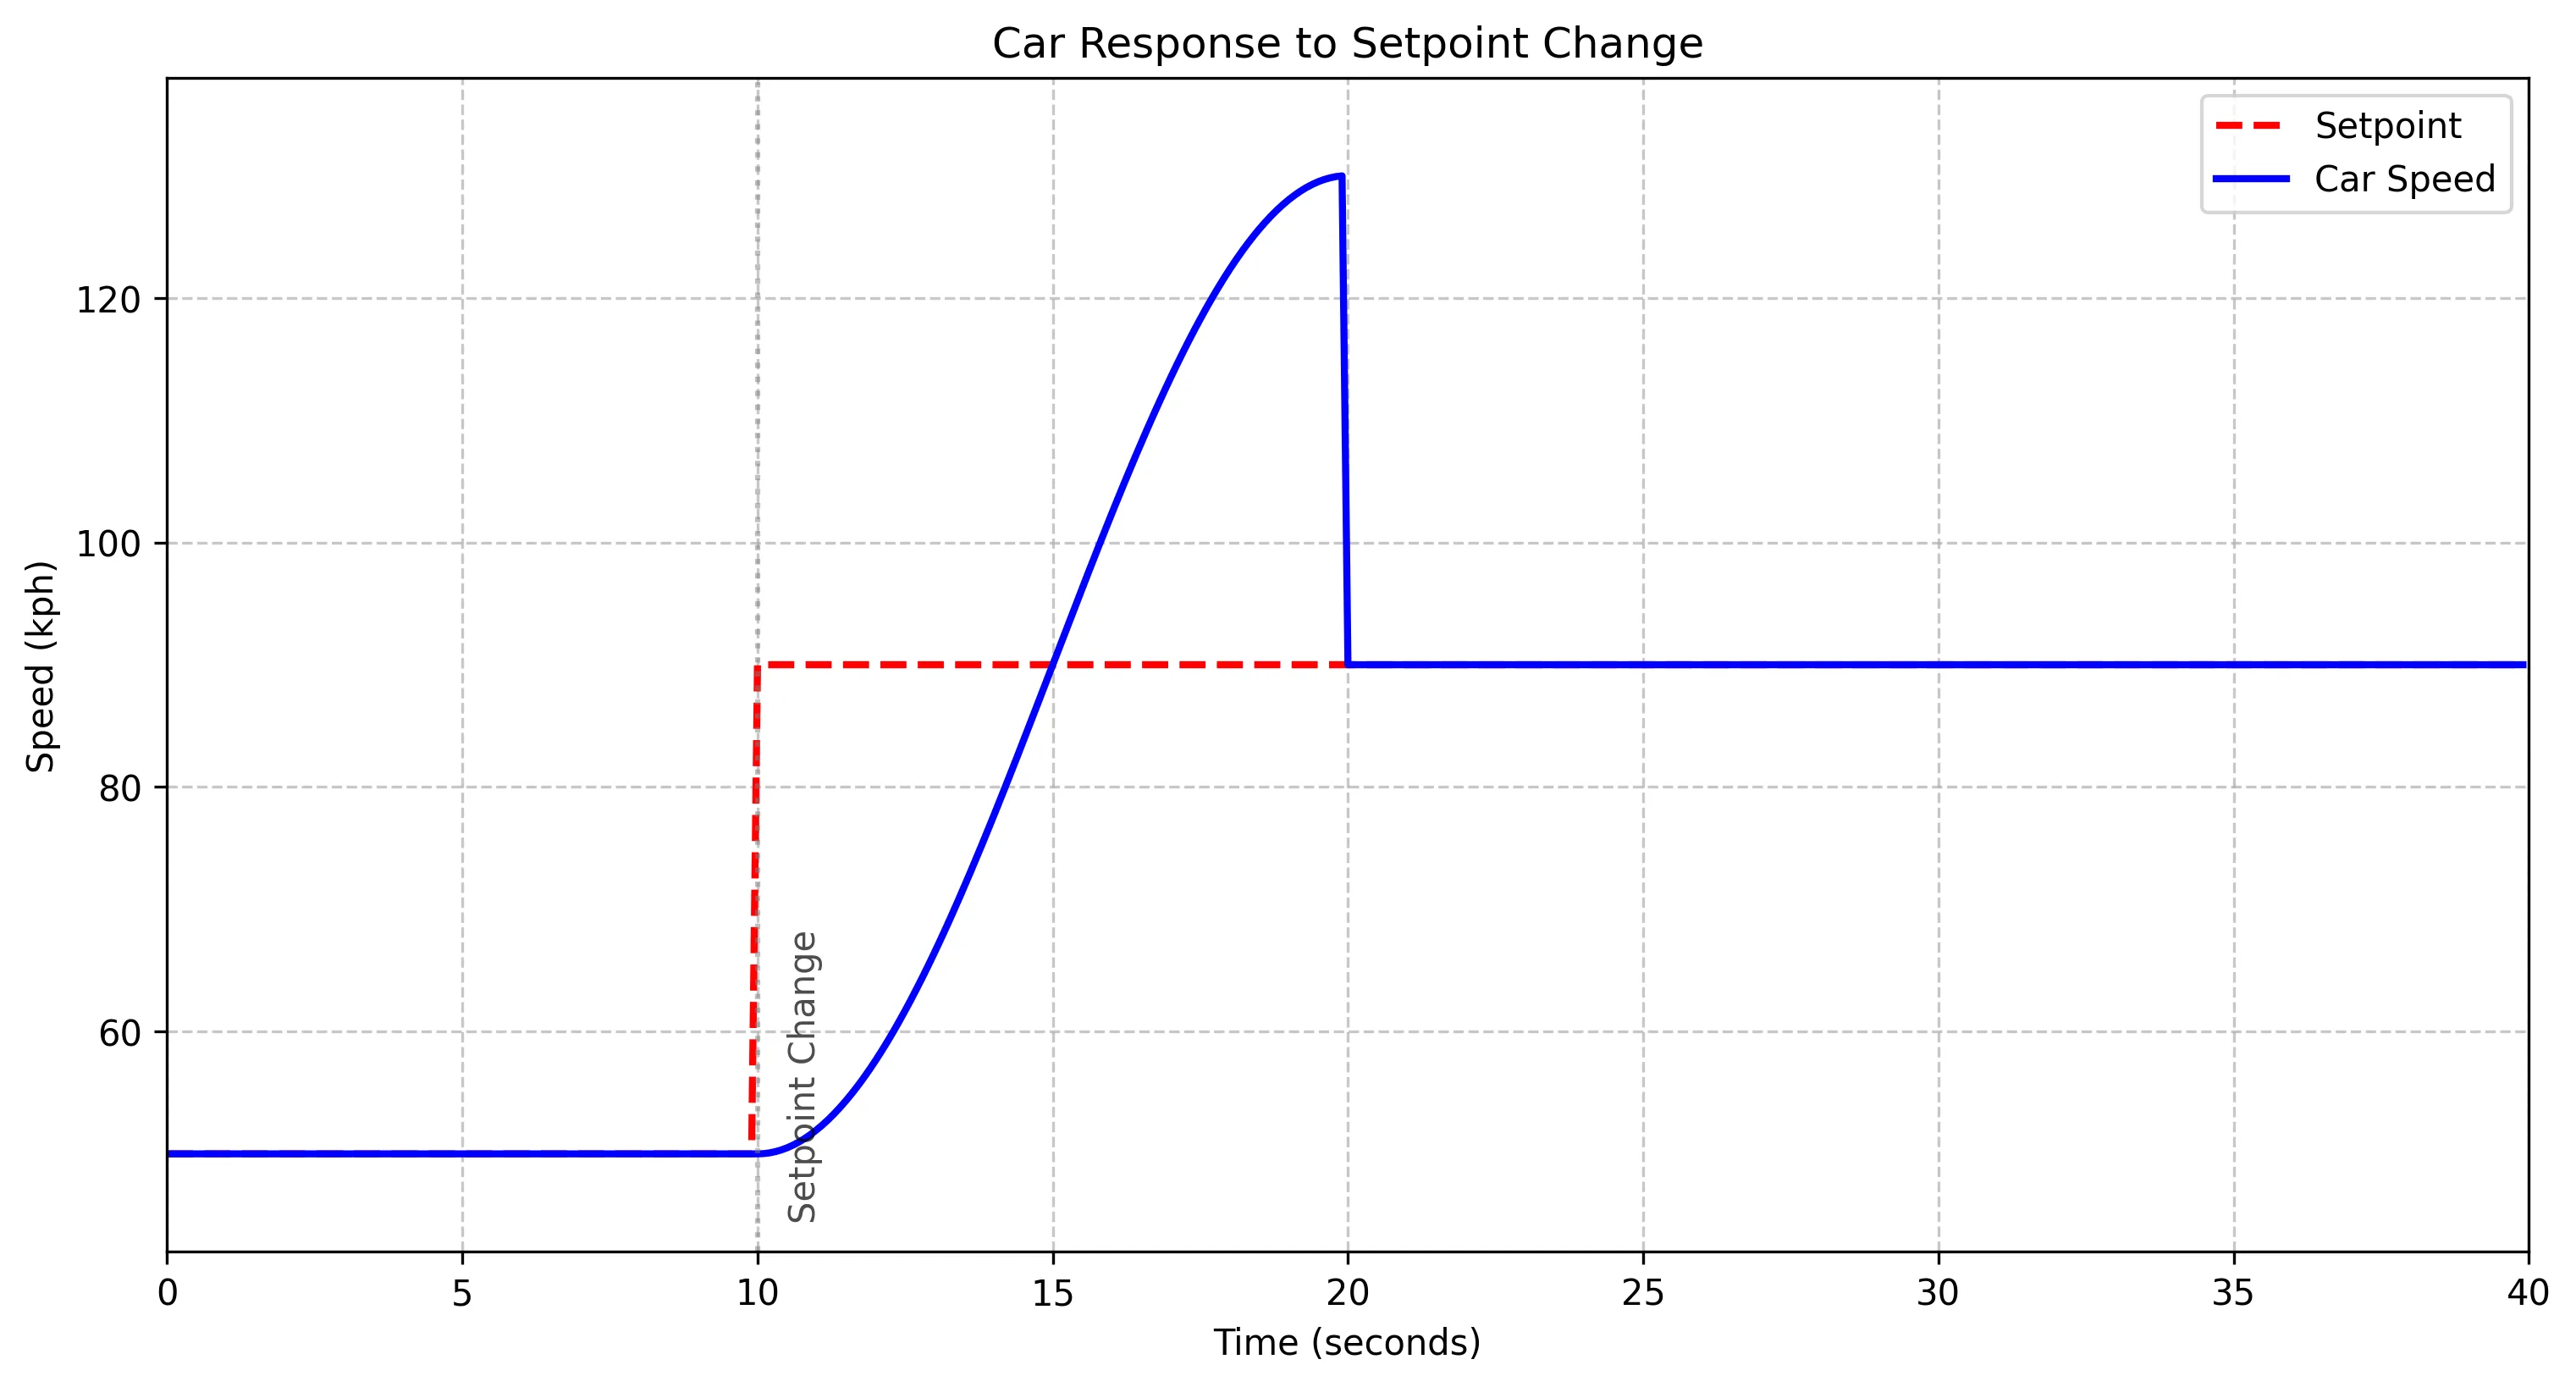 Car Response to Setpoint Change
Setpoint
Car Speed
Speed (kph)
120
100
80
60
Setpoint Change
0 5 10 15 20 25 30 35 40
Time (seconds)